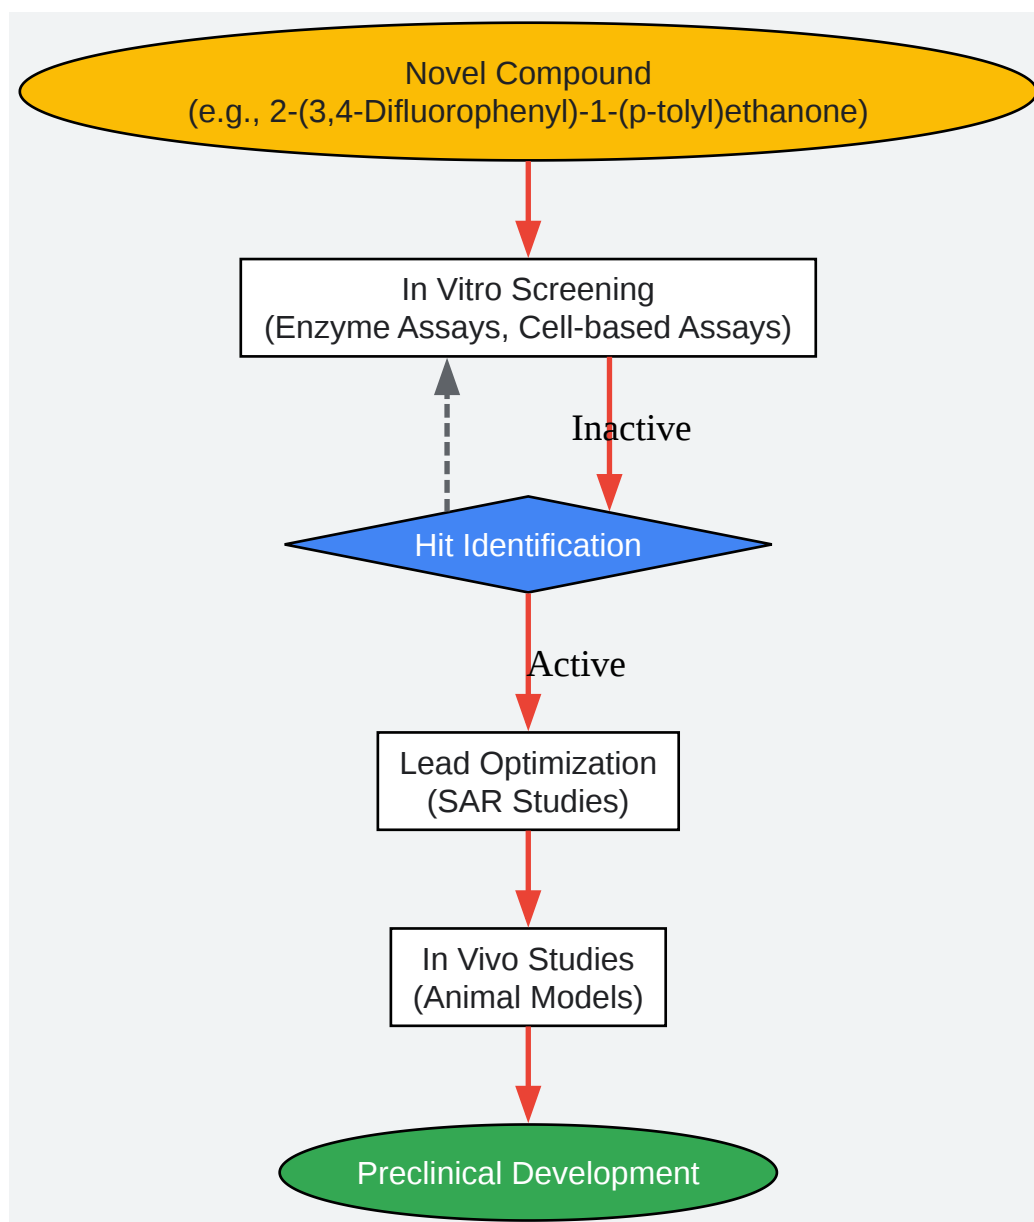 Novel Compound
(e.g., 2-(3,4-Difluorophenyl)-1-(p-tolyl)ethanone)
In Vitro Screening
(Enzyme Assays, Cell-based Assays)
Inactive
Hit Identification
Active
Lead Optimization
(SAR Studies)
In Vivo Studies
(Animal Models)
Preclinical Development